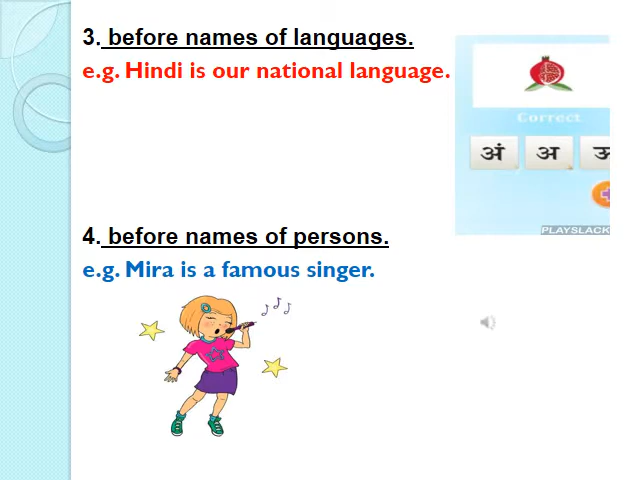 3. before names of languages.
e.g. Hindi is our national language.
Correct
अं अ ऊ
4. before names of persons.
PLAYSLACK
e.g. Mira is a famous singer.